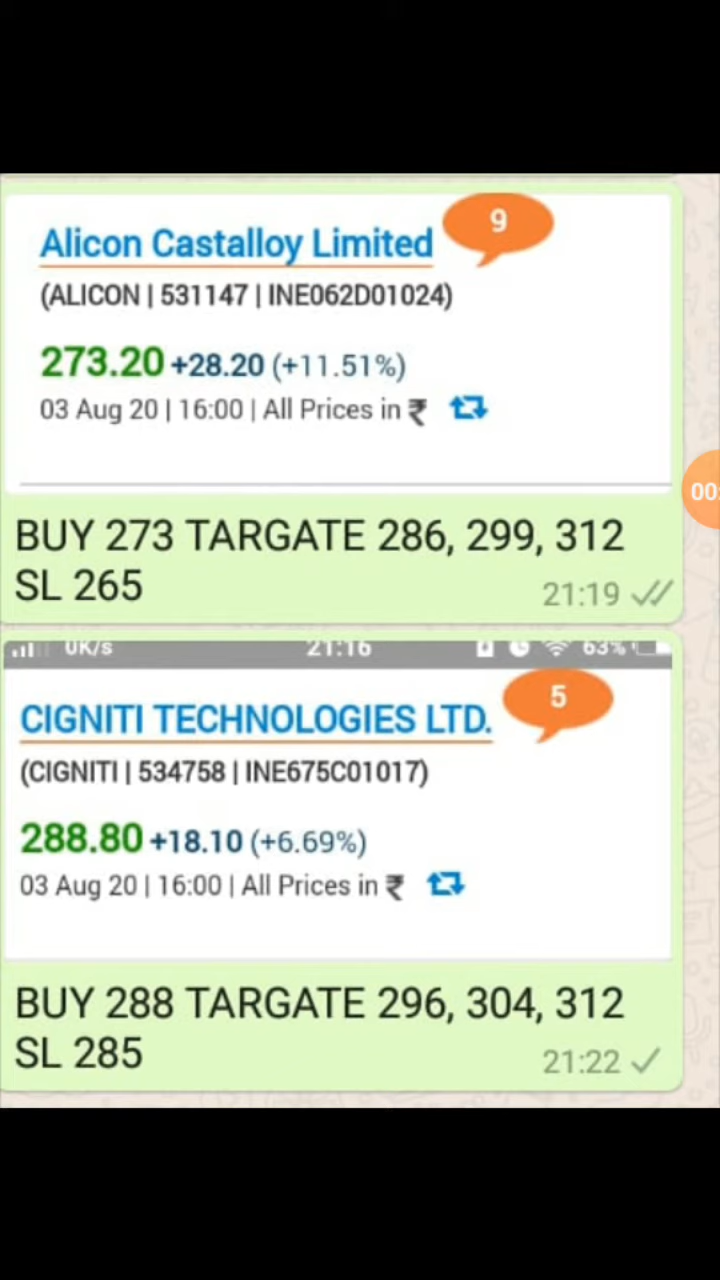 9
Alicon Castalloy Limited
(ALICON | 531147 | INE062D01024)
273.20 +28.20 (+11.51%)
03 Aug 20 | 16:00 | All Prices in ₹
00:
BUY 273 TARGATE 286, 299, 312
SL 265
21:19
0K/s 21:16 63%
5
CIGNITI TECHNOLOGIES LTD.
(CIGNITI | 534758 | INE675C01017)
288.80 +18.10 (+6.69%)
03 Aug 20 | 16:00 | All Prices in ₹
BUY 288 TARGATE 296, 304, 312
SL 285
21:22